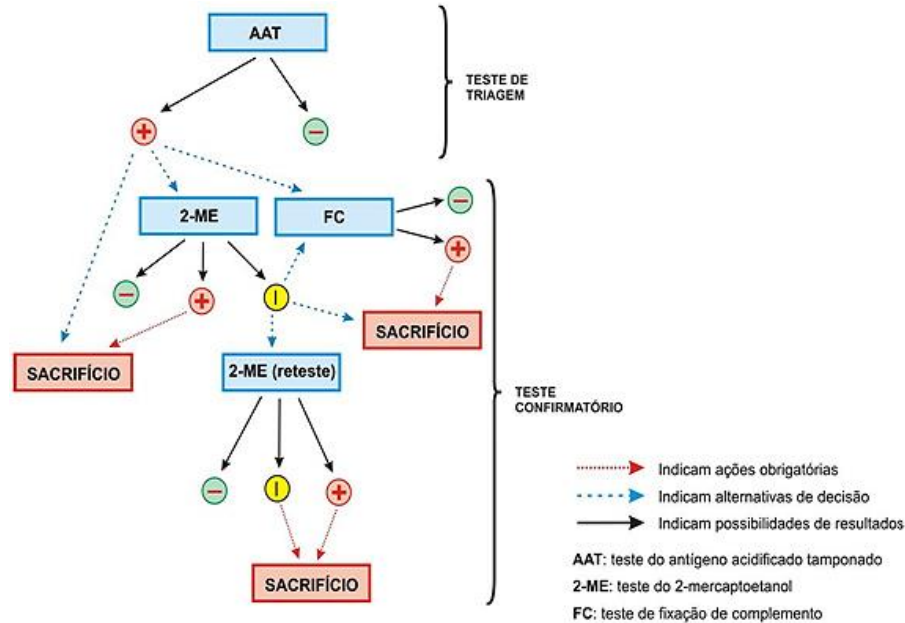 AAT
TESTE DE
TRIAGEM
+
−
2-ME
FC
−
+
−
+
I
SACRIFÍCIO
SACRIFÍCIO
2-ME (reteste)
TESTE
CONFIRMATÓRIO
−
I
+
SACRIFÍCIO
Indicam ações obrigatórias
Indicam alternativas de decisão
Indicam possibilidades de resultados
AAT: teste do antígeno acidificado tamponado
2-ME: teste do 2-mercaptoetanol
FC: teste de fixação de complemento